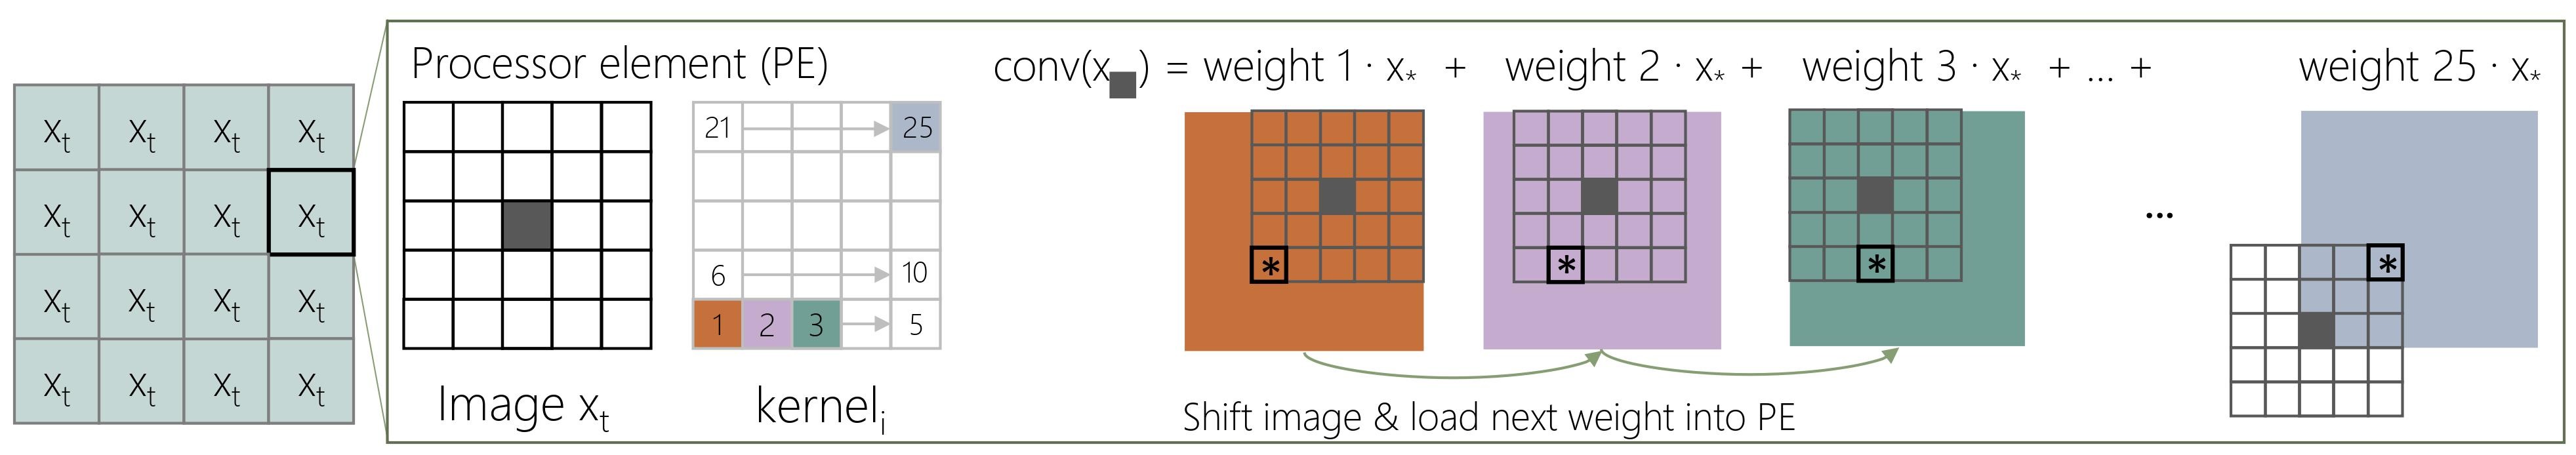 x_t x_t x_t x_t
x_t x_t x_t x_t
x_t x_t x_t x_t
x_t x_t x_t x_t
Processor element (PE)
Image x_t
21 25
6 10
1 2 3 5
kernel_i
conv(x_■) = weight 1 · x_* + weight 2 · x_* + weight 3 · x_* + ... + weight 25 · x_*
* * * ... *
Shift image & load next weight into PE